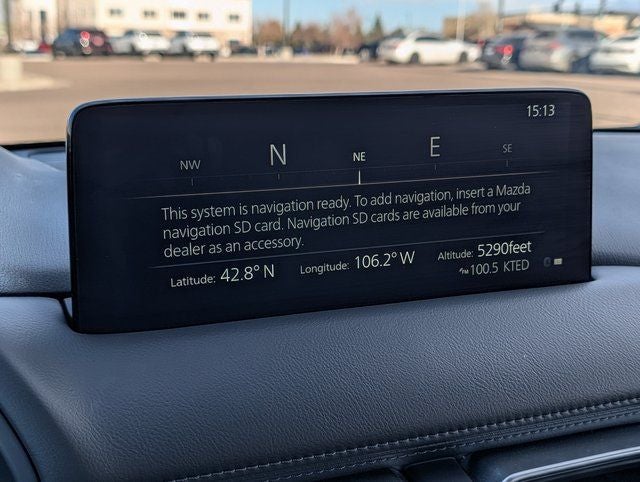 15:13
NW N NE E SE
This system is navigation ready. To add navigation, insert a Mazda
navigation SD card. Navigation SD cards are available from your
dealer as an accessory.
Latitude: 42.8° N Longitude: 106.2° W Altitude: 5290feet
FM 100.5 KTED